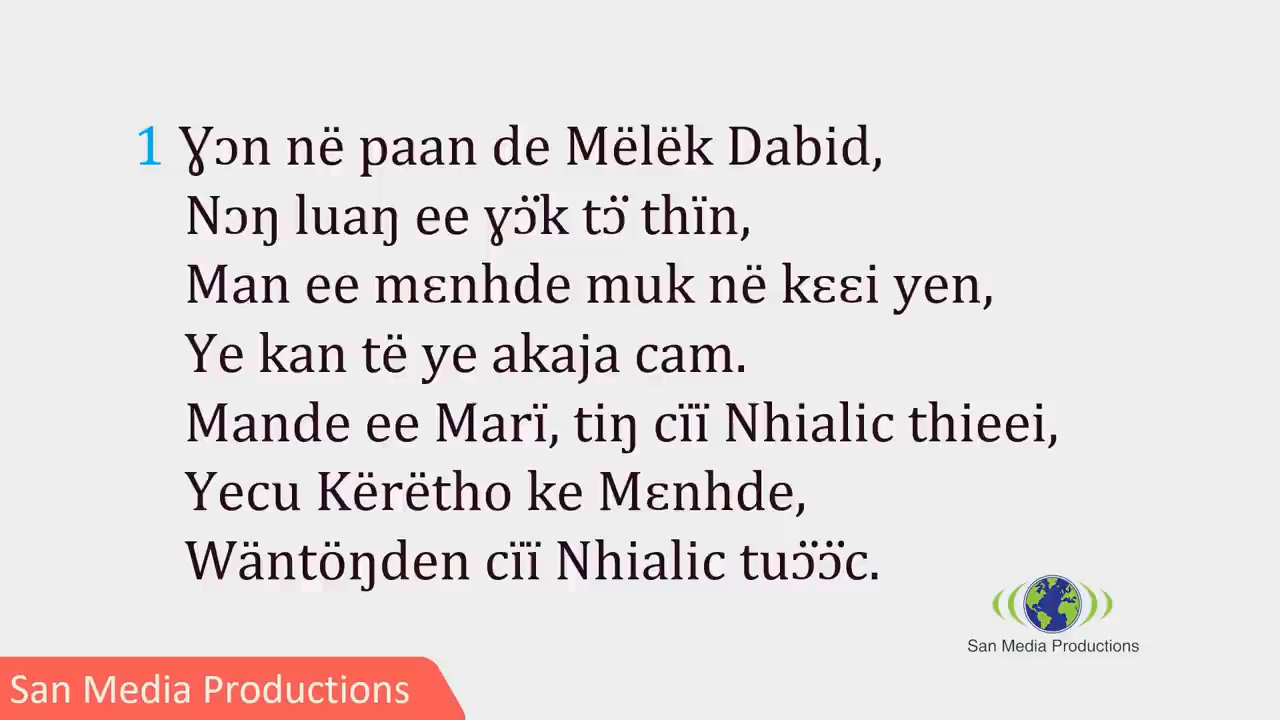 1 Ɣɔn në paan de Mëlëk Dabid,
Nɔŋ luaŋ ee ɣɔ̈k tɔ̈ thïn,
Man ee mɛnhde muk në kɛɛi yen,
Ye kan të ye akaja cam.
Mande ee Marï, tiŋ cïï Nhialic thieei,
Yecu Kërëtho ke Mɛnhde,
Wäntöŋden cïï Nhialic tuɔ̈ɔ̈c.
San Media Productions
San Media Productions